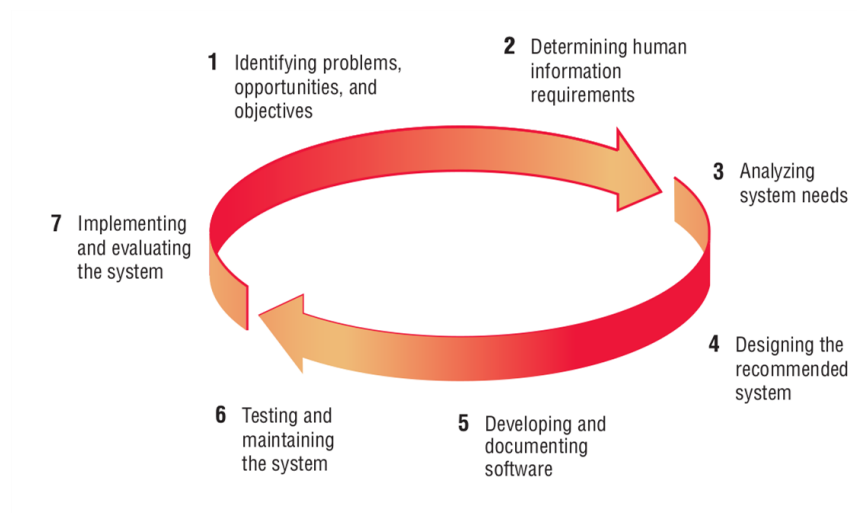 1 Identifying problems,
opportunities, and
objectives
2 Determining human
information
requirements
3 Analyzing
system needs
4 Designing the
recommended
system
5 Developing and
documenting
software
6 Testing and
maintaining
the system
7 Implementing
and evaluating
the system